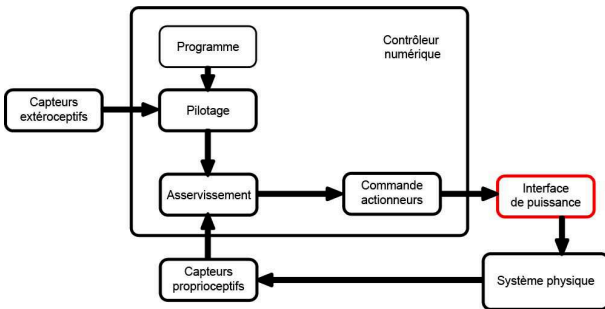 Programme
Contrôleur
numérique
Capteurs
extéroceptifs
Pilotage
Asservissement
Commande
actionneurs
Interface
de puissance
Capteurs
proprioceptifs
Système physique